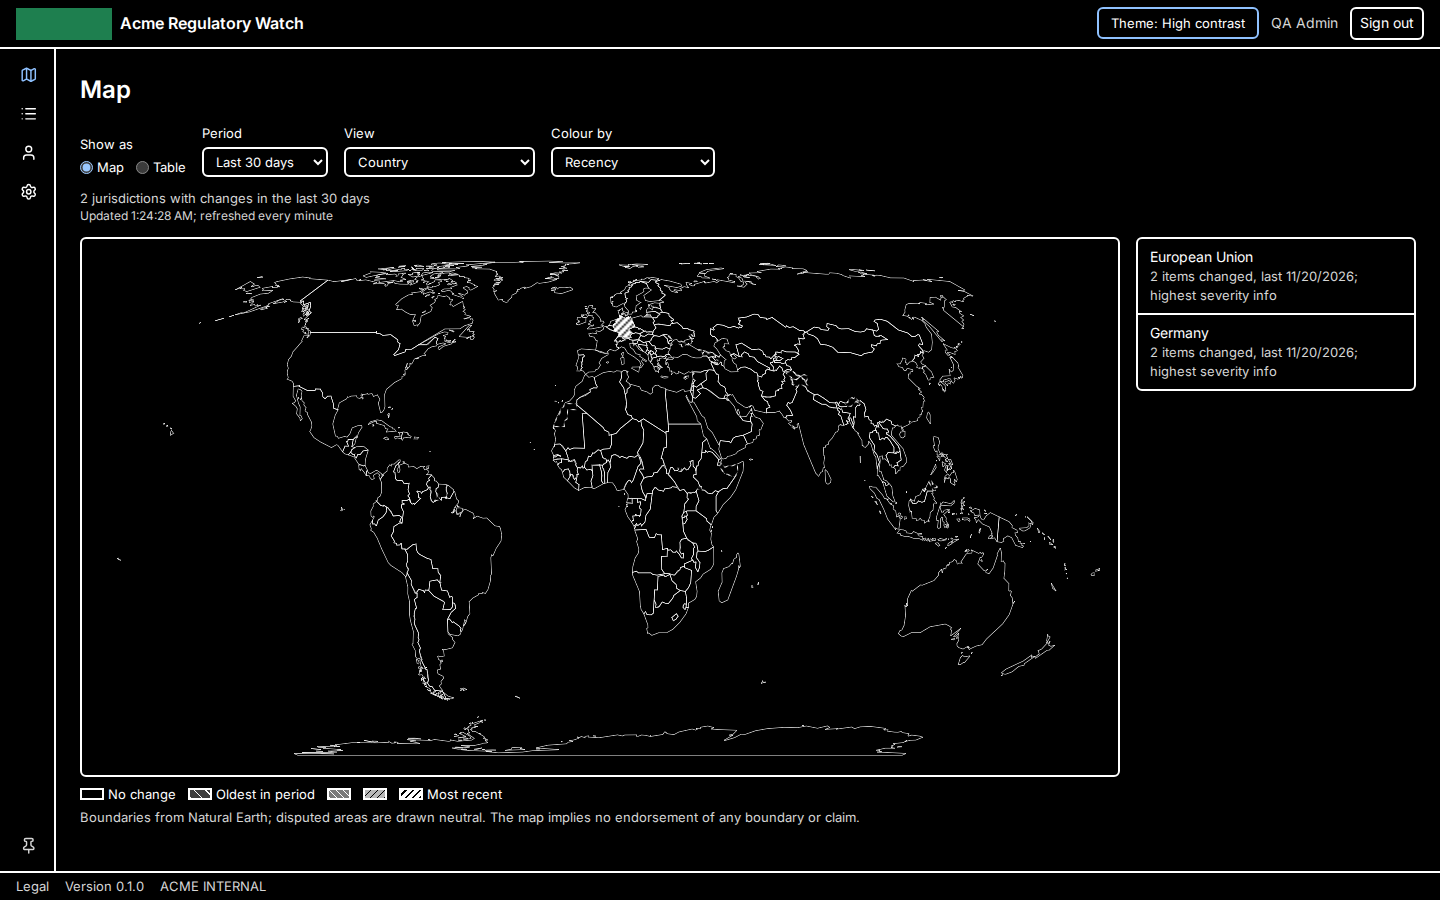 Acme Regulatory Watch
Theme: High contrast
QA Admin
Sign out
Map
Show as
Map
Table
Period
Last 30 days
View
Country
Colour by
Recency
2 jurisdictions with changes in the last 30 days
Updated 1:24:28 AM; refreshed every minute
European Union
2 items changed, last 11/20/2026;
highest severity info
Germany
2 items changed, last 11/20/2026;
highest severity info
No change
Oldest in period
Most recent
Boundaries from Natural Earth; disputed areas are drawn neutral. The map implies no endorsement of any boundary or claim.
Legal
Version 0.1.0
ACME INTERNAL